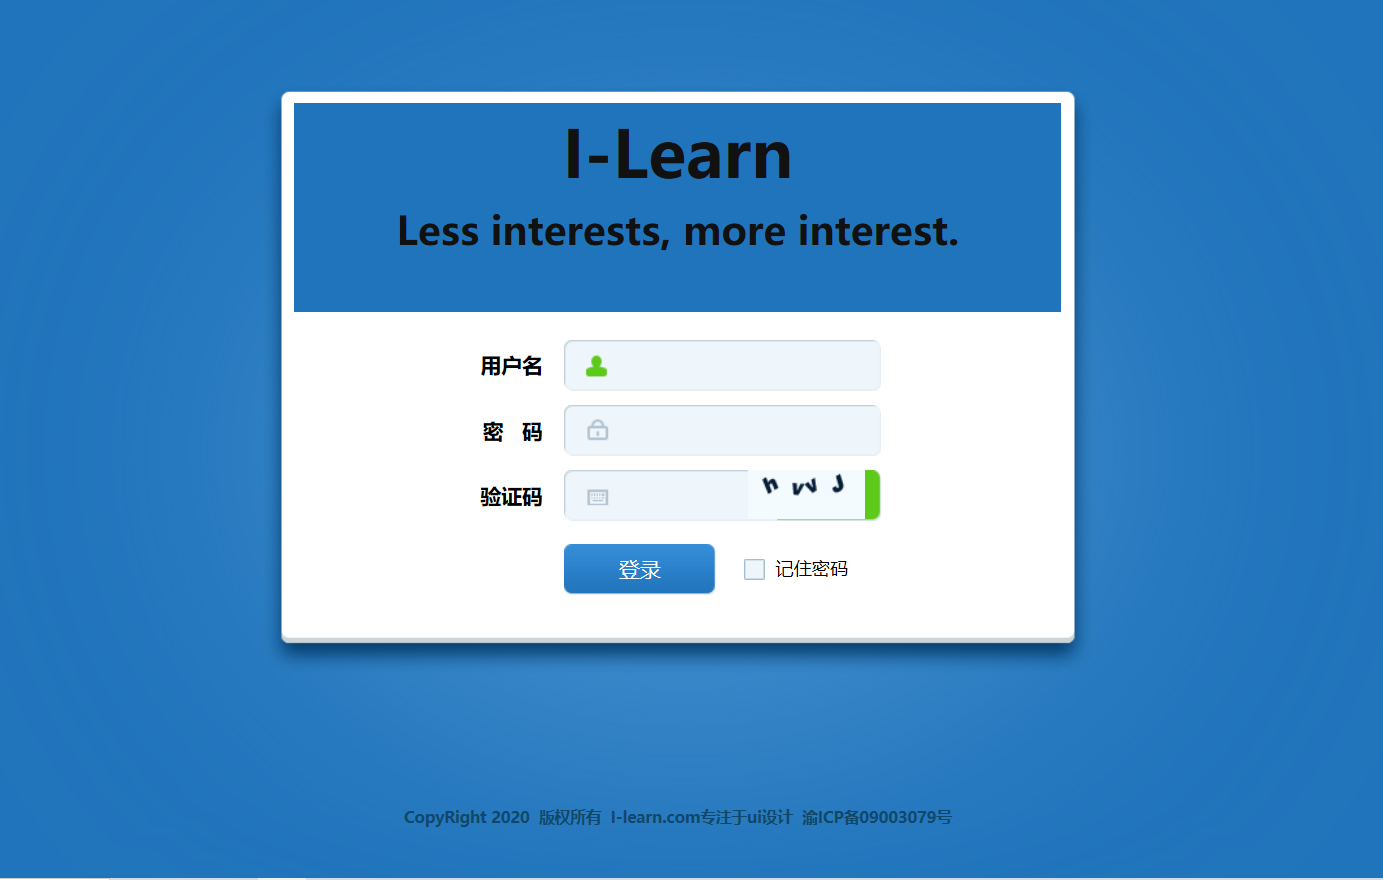 I-Learn
Less interests, more interest.
用户名
密 码
验证码 h v v J
登录 记住密码
CopyRight 2020 版权所有 I-learn.com专注于ui设计 渝ICP备09003079号